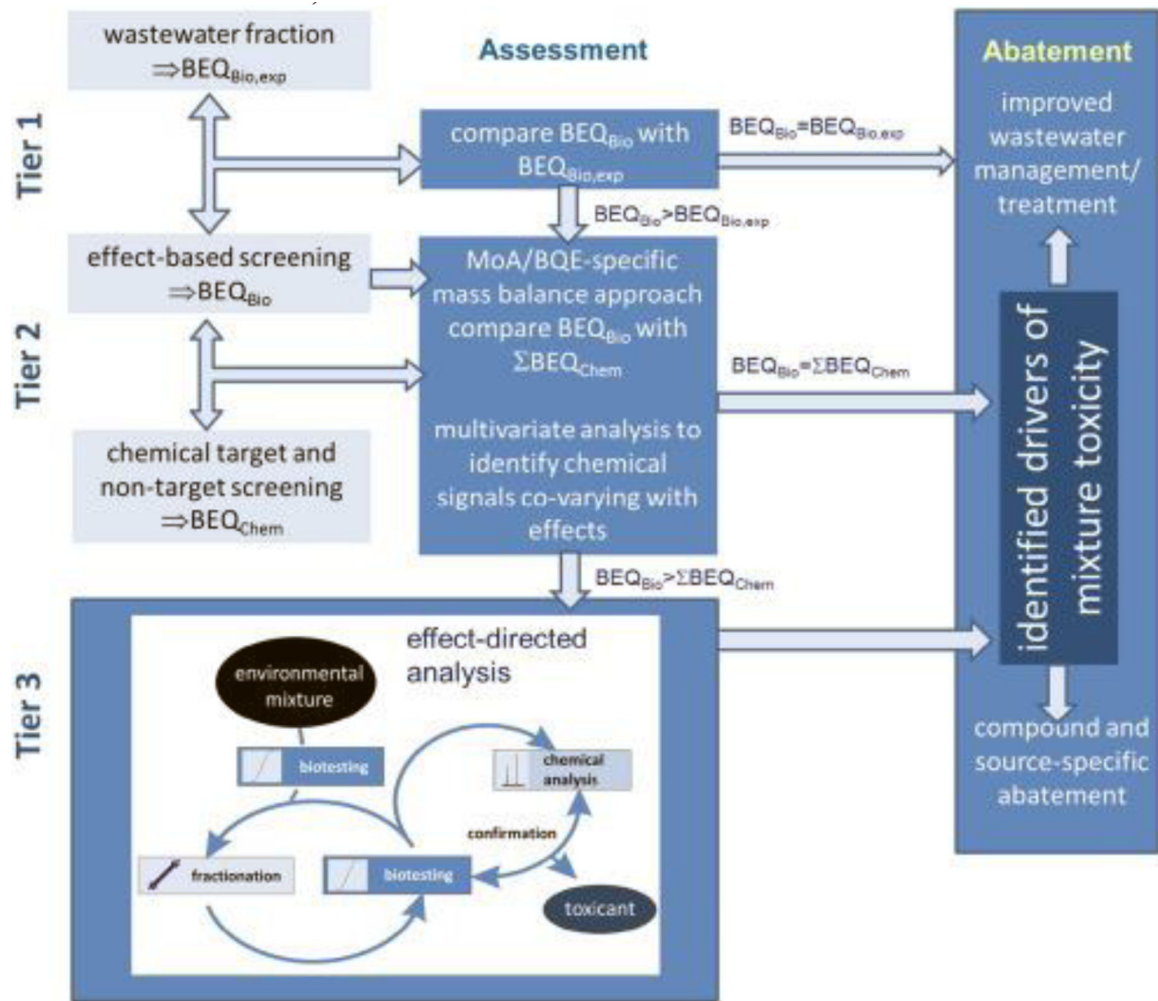 wastewater fraction
⇒BEQBio,exp
Assessment
Abatement
Tier 1
compare BEQBio with
BEQBio,exp
BEQBio=BEQBio,exp
improved
wastewater
management/
treatment
BEQBio>BEQBio,exp
effect-based screening
⇒BEQBio
Tier 2
MoA/BQE-specific
mass balance approach
compare BEQBio with
ΣBEQChem
multivariate analysis to
identify chemical
signals co-varying with
effects
BEQBio=ΣBEQChem
identified drivers of
mixture toxicity
chemical target and
non-target screening
⇒BEQChem
BEQBio>ΣBEQChem
Tier 3
effect-directed
analysis
environmental
mixture
biotesting
chemical
analysis
confirmation
fractionation
biotesting
toxicant
compound and
source-specific
abatement